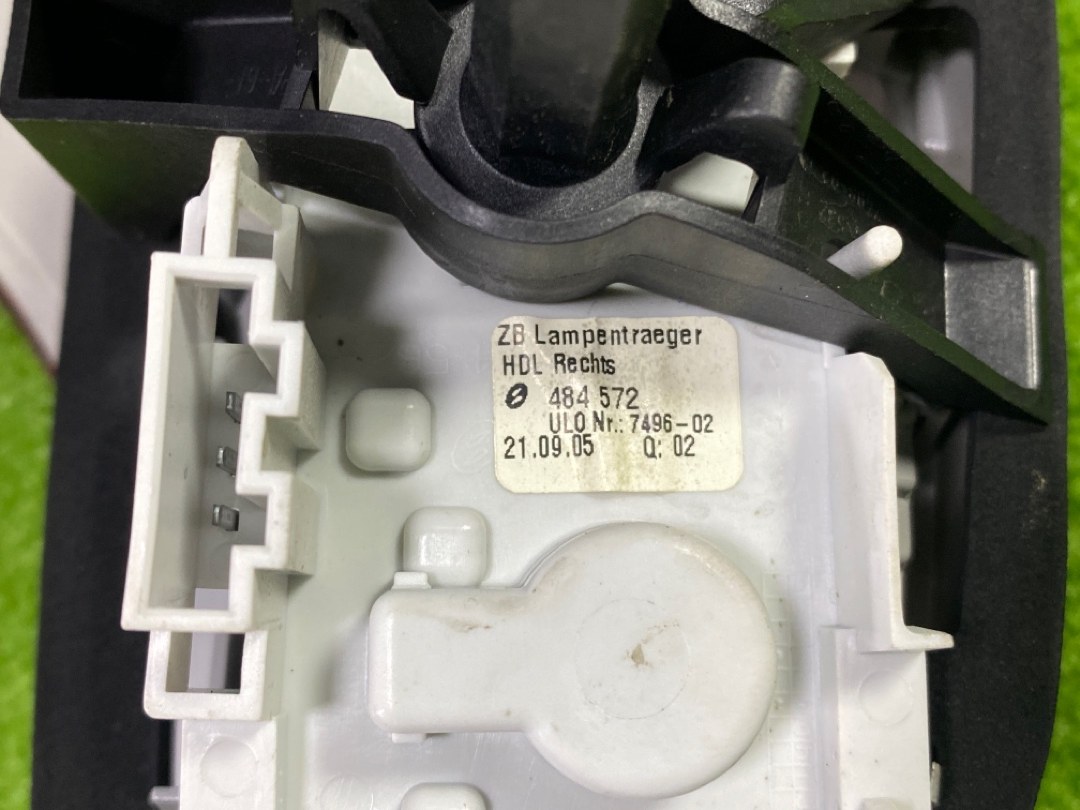 ZB Lampentraeger
HDL Rechts
484 572
ULO Nr.: 7496-02
21.09.05 Q: 02